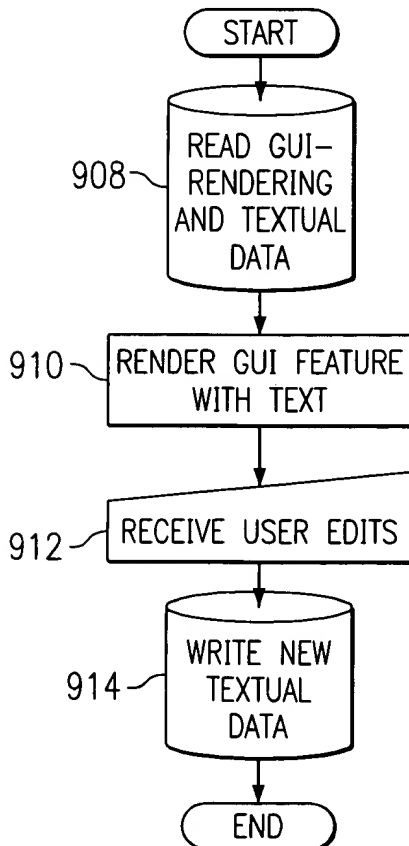 START
908
READ GUI-
RENDERING
AND TEXTUAL
DATA
910
RENDER GUI FEATURE
WITH TEXT
912
RECEIVE USER EDITS
914
WRITE NEW
TEXTUAL
DATA
END